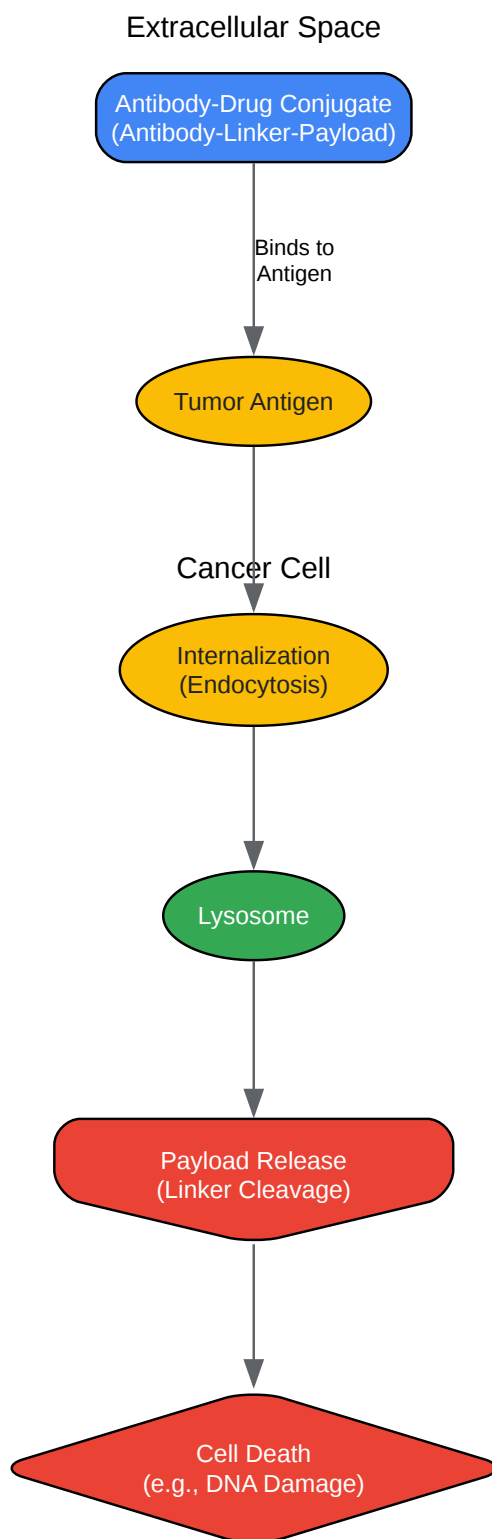 Extracellular Space
Antibody-Drug Conjugate
(Antibody-Linker-Payload)
Binds to
Antigen
Tumor Antigen
Cancer Cell
Internalization
(Endocytosis)
Lysosome
Payload Release
(Linker Cleavage)
Cell Death
(e.g., DNA Damage)